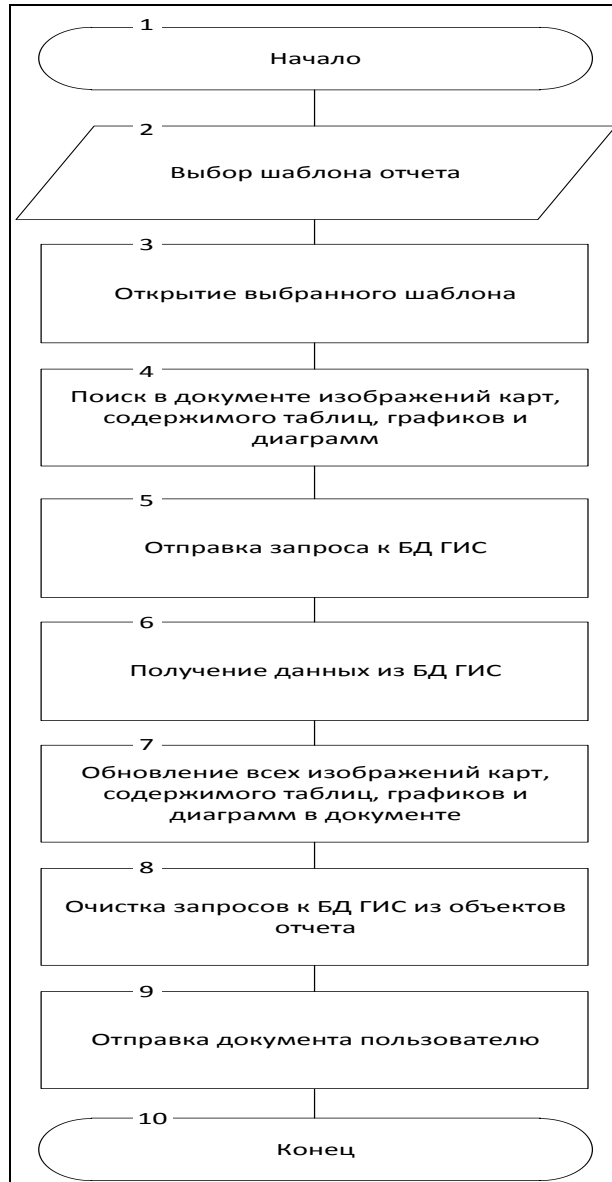 1
Начало
2
Выбор шаблона отчета
3
Открытие выбранного шаблона
4
Поиск в документе изображений карт,
содержимого таблиц, графиков и
диаграмм
5
Отправка запроса к БД ГИС
6
Получение данных из БД ГИС
7
Обновление всех изображений карт,
содержимого таблиц, графиков и
диаграмм в документе
8
Очистка запросов к БД ГИС из объектов
отчета
9
Отправка документа пользователю
10
Конец